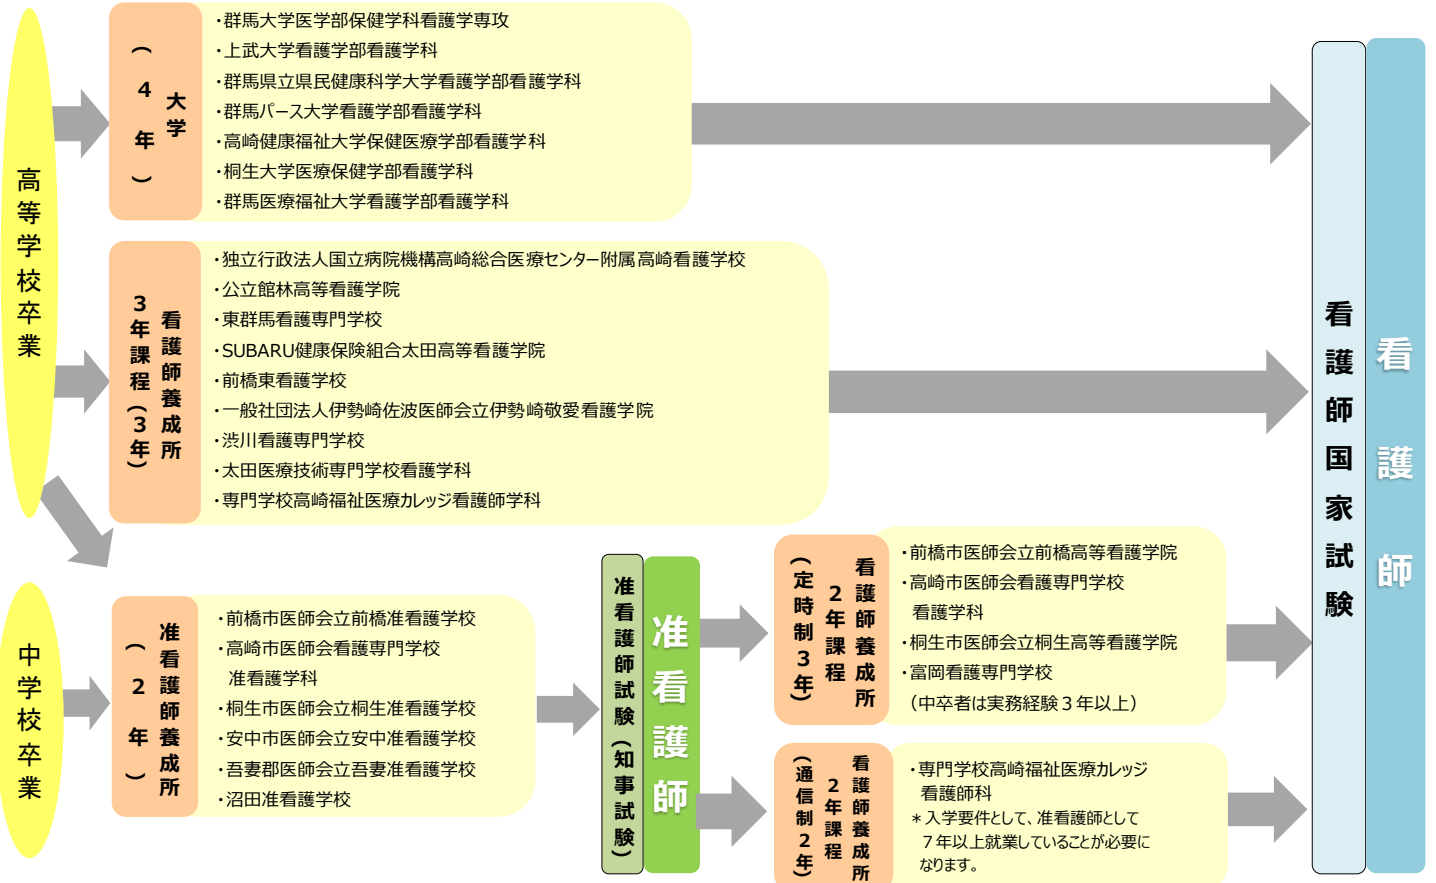 高等学校卒業
大学
(4年)
・群馬大学医学部保健学科看護学専攻
・上武大学看護学部看護学科
・群馬県立県民健康科学大学看護学部看護学科
・群馬パース大学看護学部看護学科
・高崎健康福祉大学保健医療学部看護学科
・桐生大学医療保健学部看護学科
・群馬医療福祉大学看護学部看護学科
看護師養成所
3年課程(3年)
・独立行政法人国立病院機構高崎総合医療センター附属高崎看護学校
・公立館林高等看護学院
・東群馬看護専門学校
・SUBARU健康保険組合太田高等看護学院
・前橋東看護学校
・一般社団法人伊勢崎佐波医師会立伊勢崎敬愛看護学院
・渋川看護専門学校
・太田医療技術専門学校看護学科
・専門学校高崎福祉医療カレッジ看護師学科
中学校卒業
准看護師養成所
(2年)
・前橋市医師会立前橋准看護学校
・高崎市医師会看護専門学校
准看護学科
・桐生市医師会立桐生准看護学校
・安中市医師会立安中准看護学校
・吾妻郡医師会立吾妻准看護学校
・沼田准看護学校
准看護師試験(知事試験)
准看護師
看護師養成所
2年課程
(定時制3年)
・前橋市医師会立前橋高等看護学院
・高崎市医師会看護専門学校
看護学科
・桐生市医師会立桐生高等看護学院
・富岡看護専門学校
(中卒者は実務経験3年以上)
看護師養成所
2年課程
(通信制2年)
・専門学校高崎福祉医療カレッジ
看護師科
＊入学要件として、准看護師として
7年以上就業していることが必要に
なります。
看護師国家試験
看護師